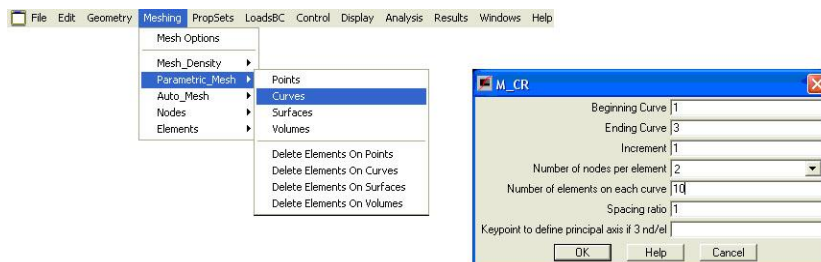 File Edit Geometry Meshing PropSets LoadsBC Control Display Analysis Results Windows Help
Mesh Options
Mesh_Density
Parametric_Mesh
Auto_Mesh
Nodes
Elements
Points
Curves
Surfaces
Volumes
Delete Elements On Points
Delete Elements On Curves
Delete Elements On Surfaces
Delete Elements On Volumes
M_CR
Beginning Curve 1
Ending Curve 3
Increment 1
Number of nodes per element 2
Number of elements on each curve 10
Spacing ratio 1
Keypoint to define principal axis if 3 nd/el
OK Help Cancel